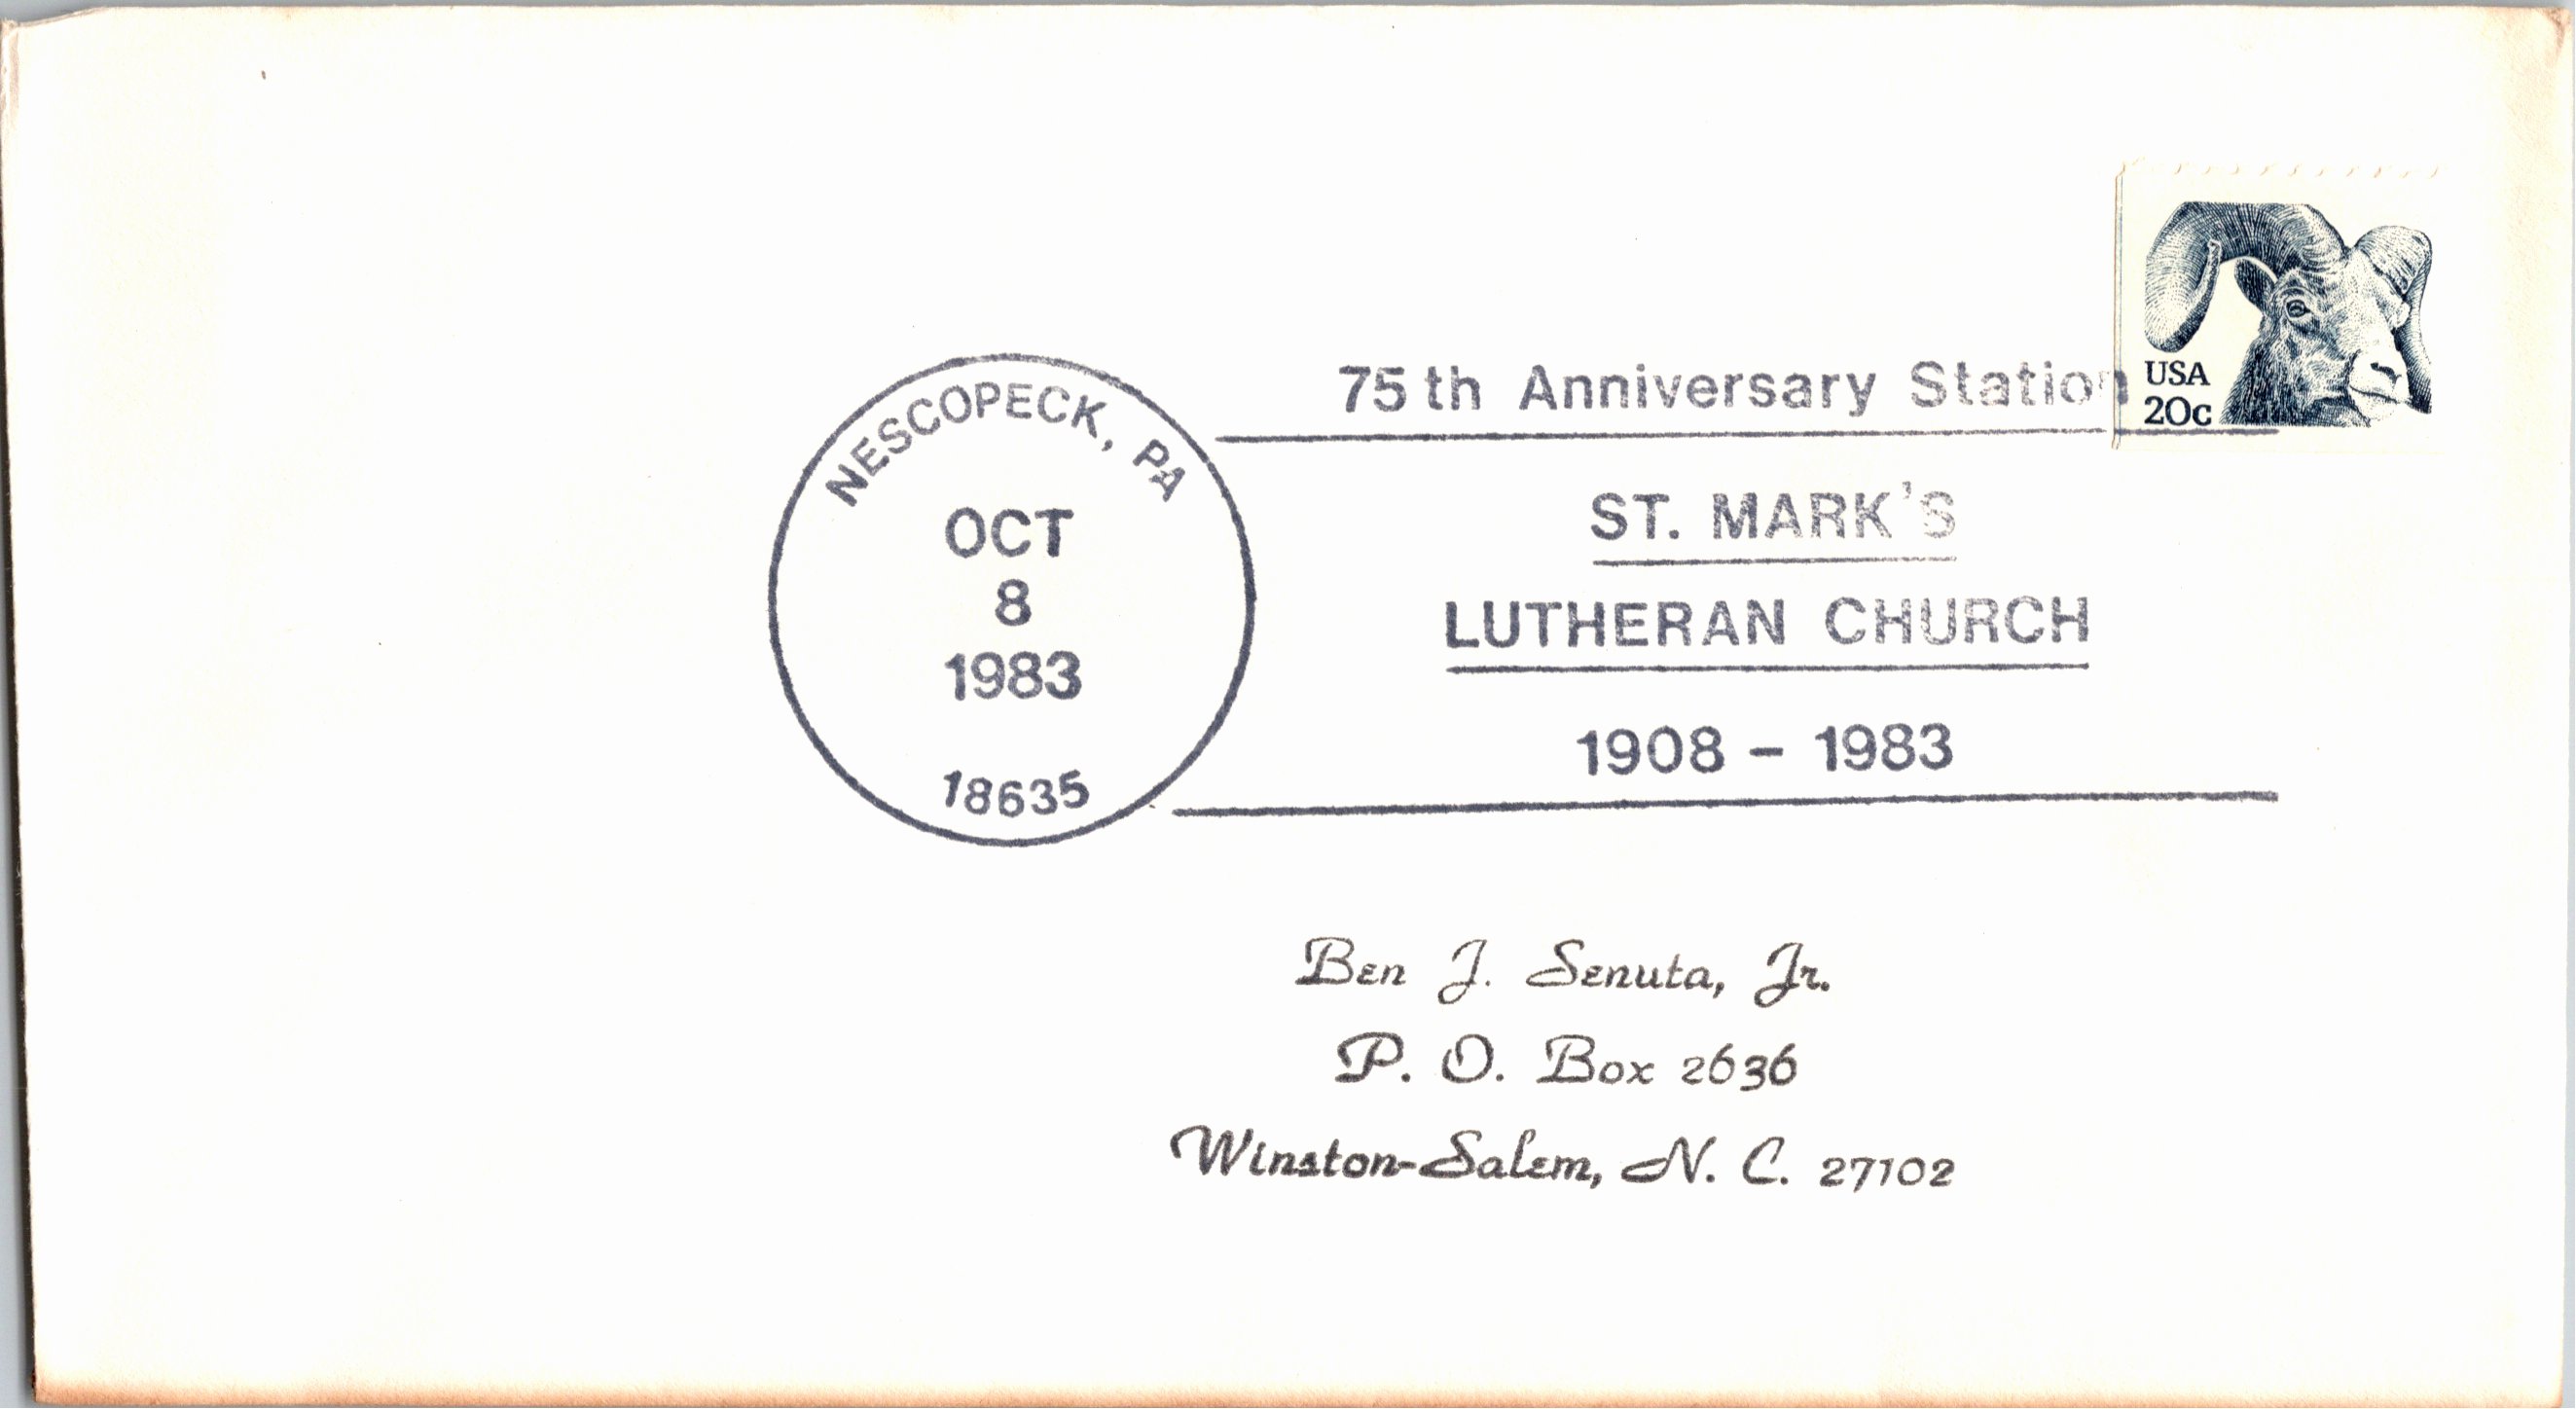 NESCOPECK, PA
OCT
8
1983
18635
75th Anniversary Station
ST. MARK'S
LUTHERAN CHURCH
1908 - 1983
USA
20c
Ben J. Senuta, Jr.
P. O. Box 2636
Winston-Salem, N. C. 27102